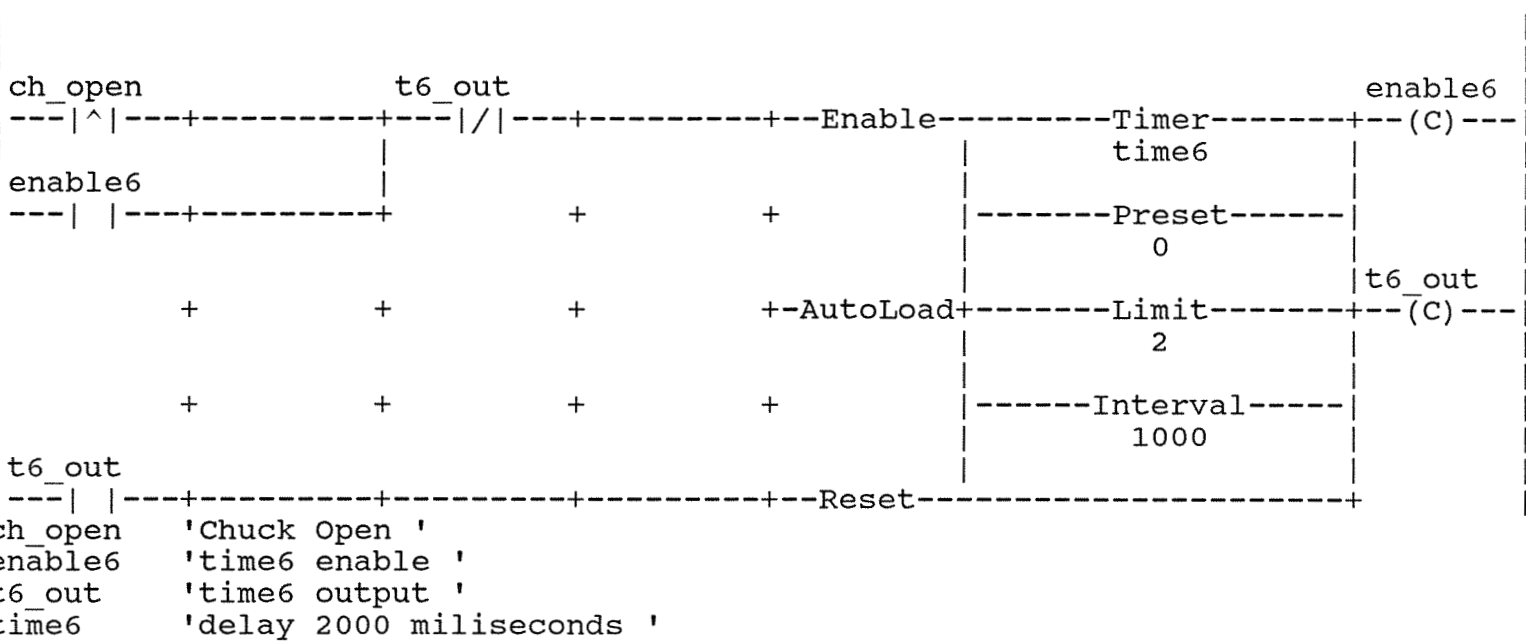 ch_open t6_out enable6
---|^|---+----------+---|/|---+----------+--Enable---------Timer-------+--(C)---
time6
enable6
---| |---+----------+ + + |-------Preset------|
0
t6_out
+ + + +-AutoLoad+-------Limit-------+--(C)---
2
+ + + + |------Interval-----|
1000
t6_out
---| |---+----------+----------+----------+--Reset-----------------------+
ch_open 'Chuck Open '
enable6 'time6 enable '
t6_out 'time6 output '
time6 'delay 2000 miliseconds '